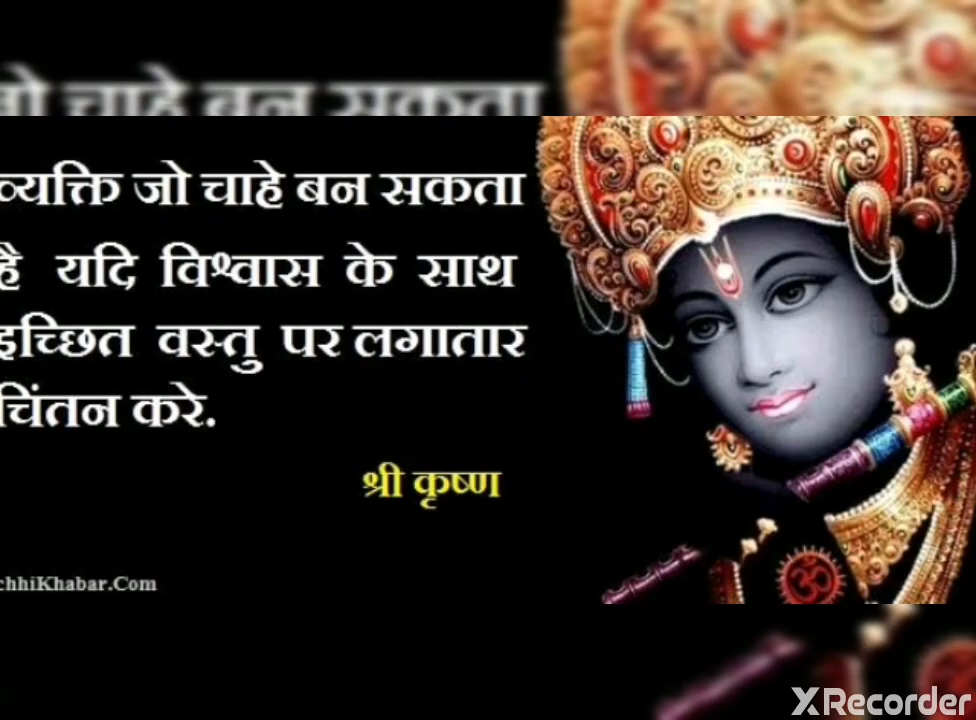 जो चाहे बन सकता
व्यक्ति जो चाहे बन सकता
है यदि विश्वास के साथ
इच्छित वस्तु पर लगातार
चिंतन करे.
श्री कृष्ण
chhiKhabar.Com
XRecorder